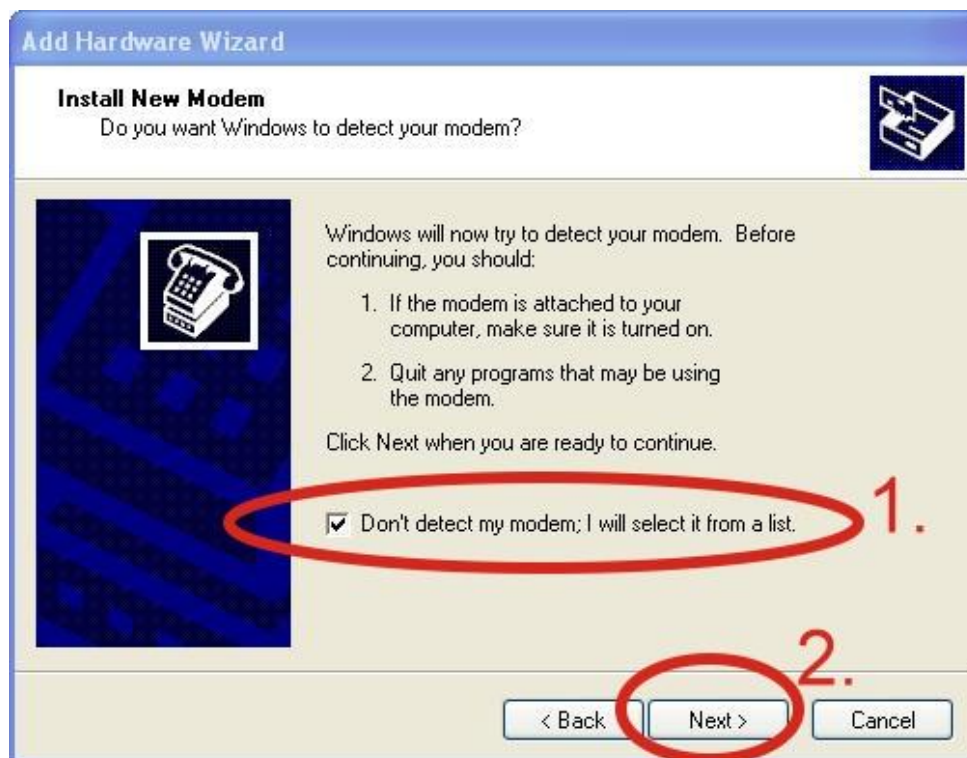 Add Hardware Wizard
Install New Modem
Do you want Windows to detect your modem?
Windows will now try to detect your modem. Before
continuing, you should:
1. If the modem is attached to your
computer, make sure it is turned on.
2. Quit any programs that may be using
the modem.
Click Next when you are ready to continue.
Don't detect my modem; I will select it from a list.
1.
2.
< Back
Next >
Cancel